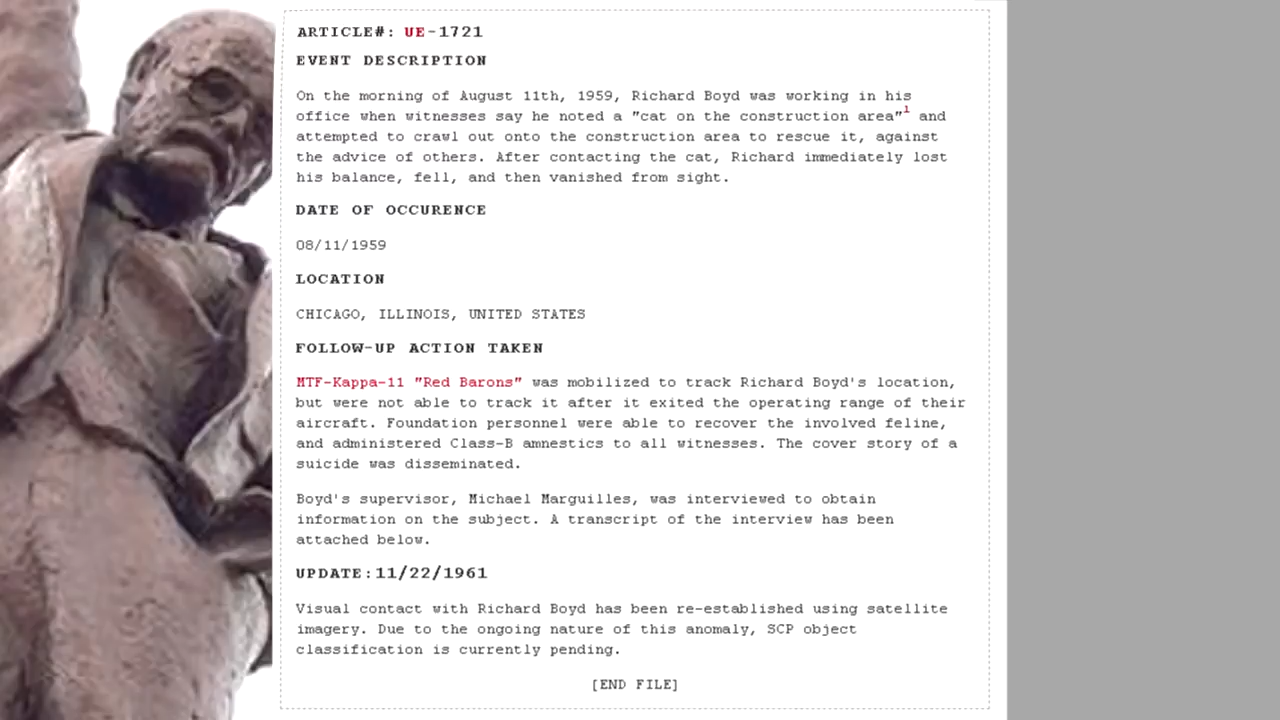 ARTICLE#: UE-1721
EVENT DESCRIPTION
On the morning of August 11th, 1959, Richard Boyd was working in his
office when witnesses say he noted a "cat on the construction area"1 and
attempted to crawl out onto the construction area to rescue it, against
the advice of others. After contacting the cat, Richard immediately lost
his balance, fell, and then vanished from sight.
DATE OF OCCURENCE
08/11/1959
LOCATION
CHICAGO, ILLINOIS, UNITED STATES
FOLLOW-UP ACTION TAKEN
MTF-Kappa-11 "Red Barons" was mobilized to track Richard Boyd's location,
but were not able to track it after it exited the operating range of their
aircraft. Foundation personnel were able to recover the involved feline,
and administered Class-B amnestics to all witnesses. The cover story of a
suicide was disseminated.
Boyd's supervisor, Michael Marguilles, was interviewed to obtain
information on the subject. A transcript of the interview has been
attached below.
UPDATE:11/22/1961
Visual contact with Richard Boyd has been re-established using satellite
imagery. Due to the ongoing nature of this anomaly, SCP object
classification is currently pending.
[END FILE]